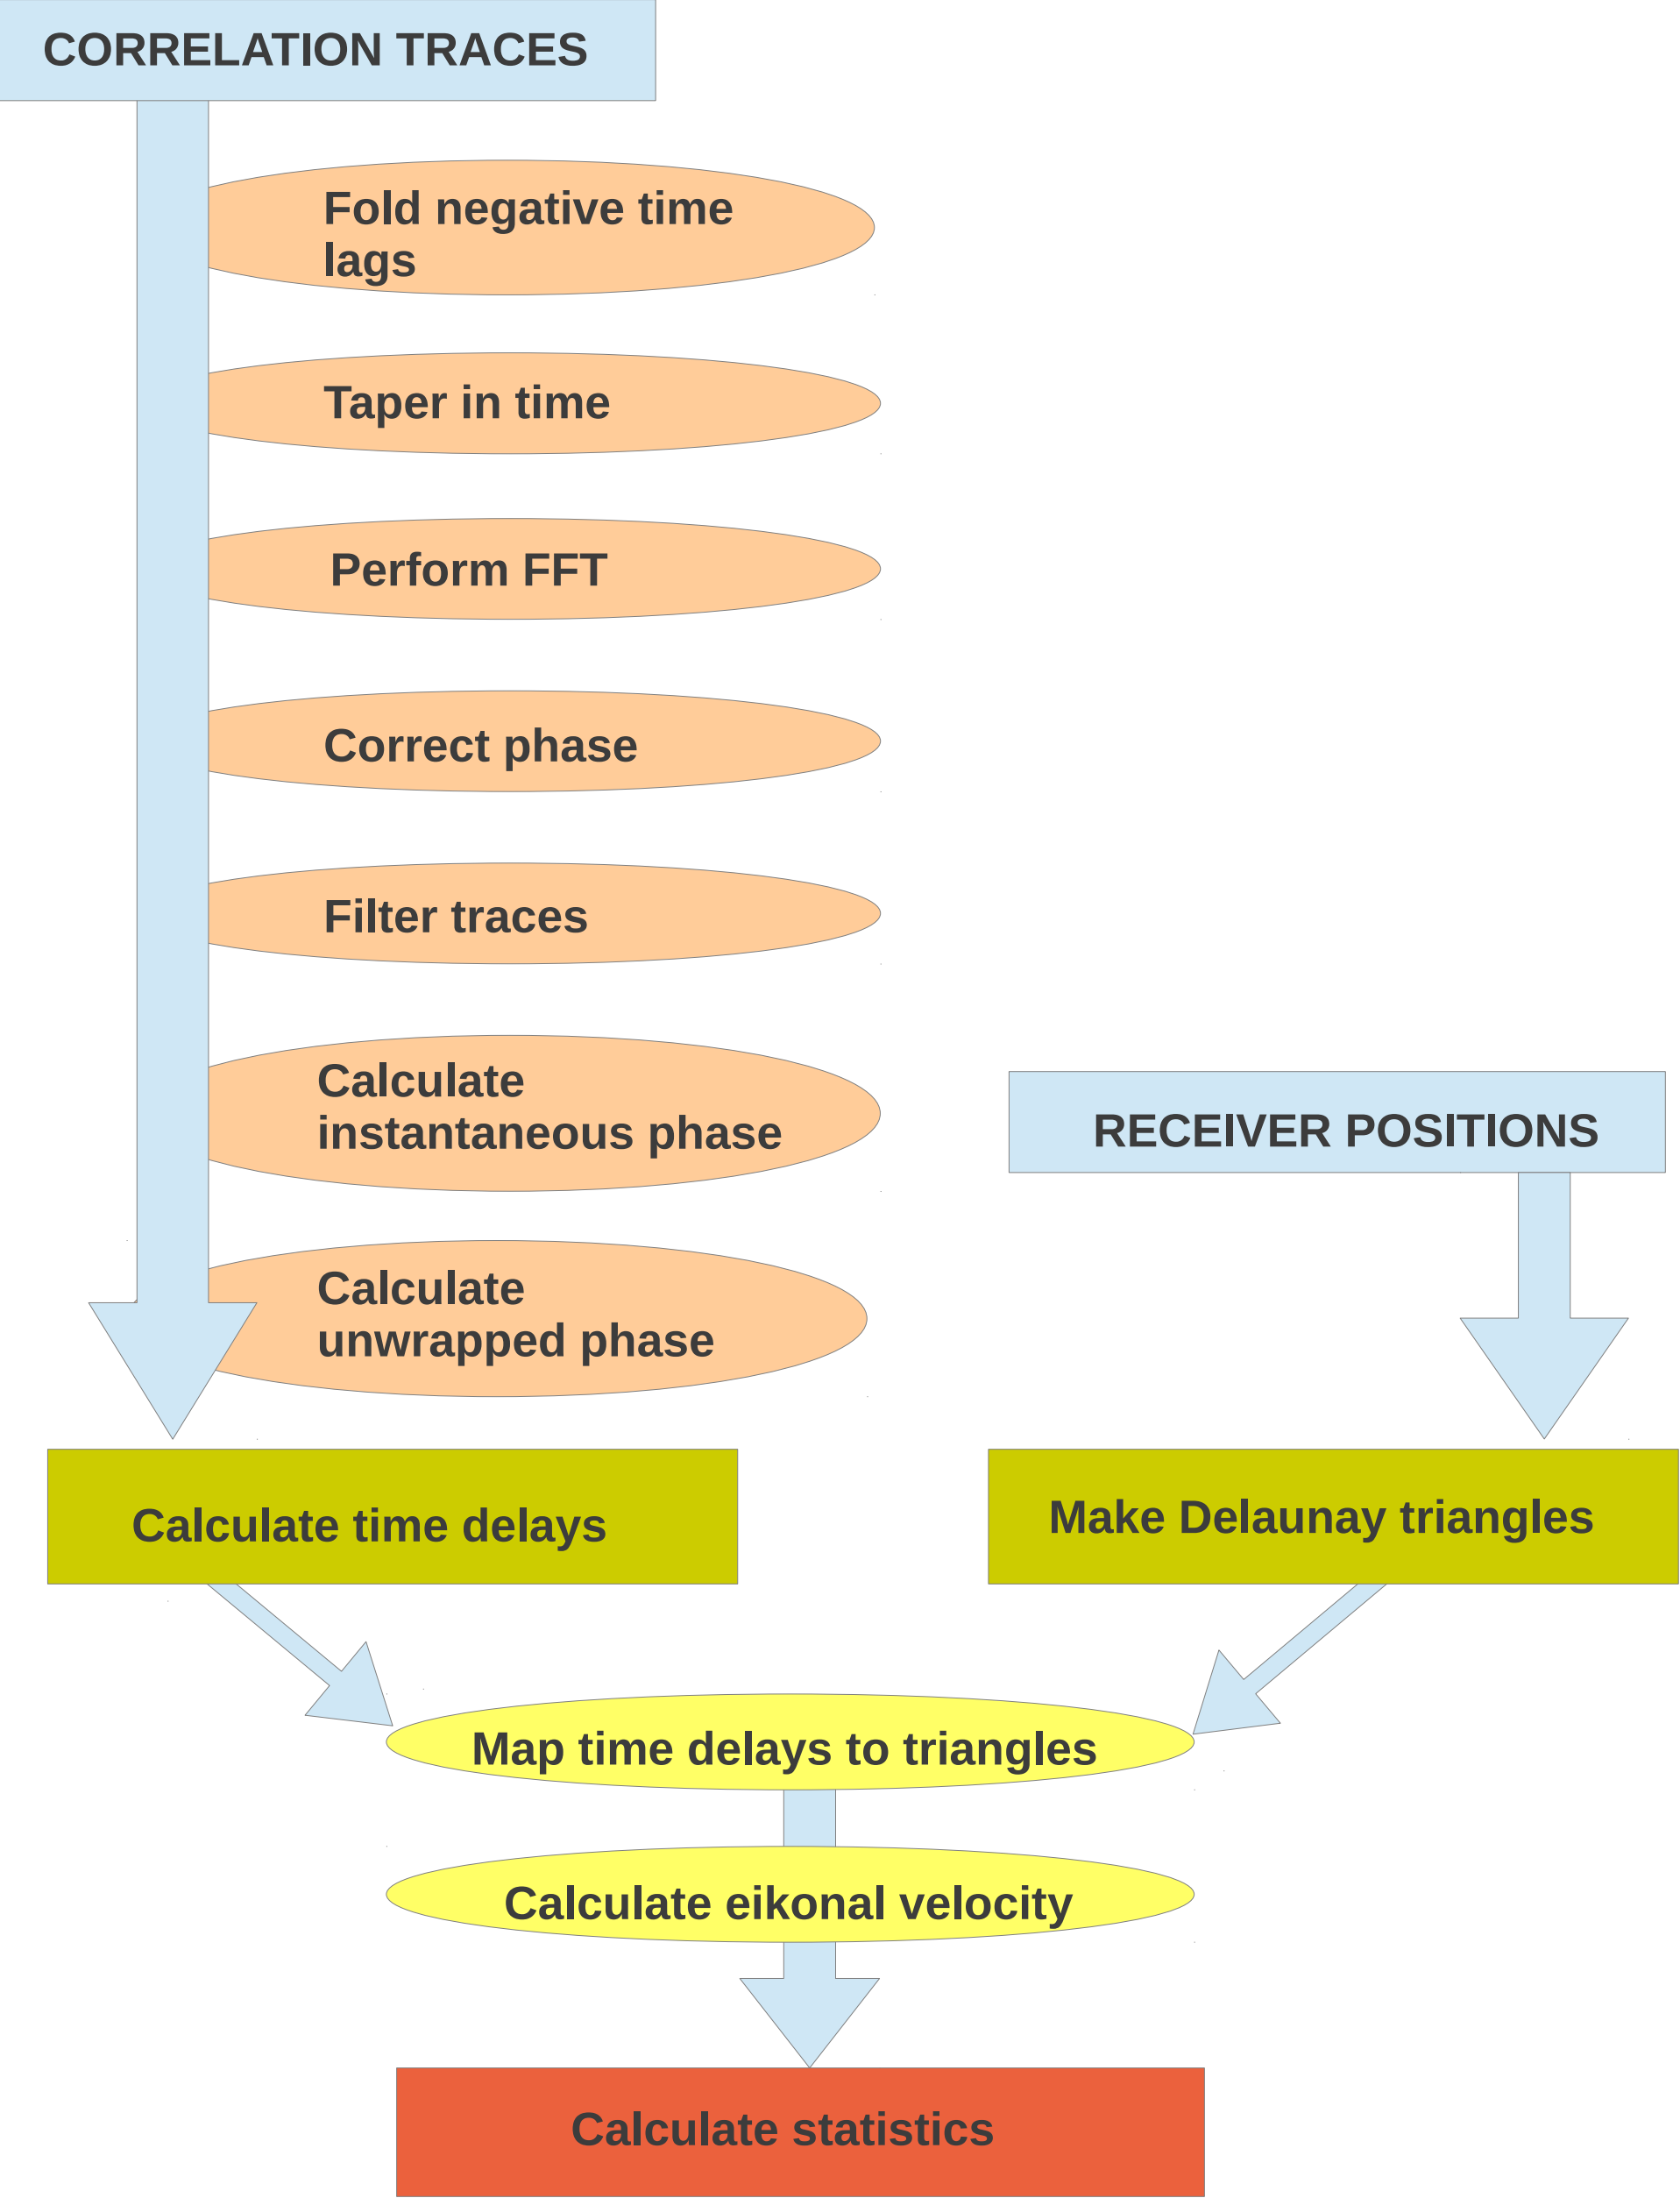 CORRELATION TRACES
Fold negative time
lags
Taper in time
Perform FFT
Correct phase
Filter traces
Calculate
instantaneous phase
RECEIVER POSITIONS
Calculate
unwrapped phase
Calculate time delays
Make Delaunay triangles
Map time delays to triangles
Calculate eikonal velocity
Calculate statistics